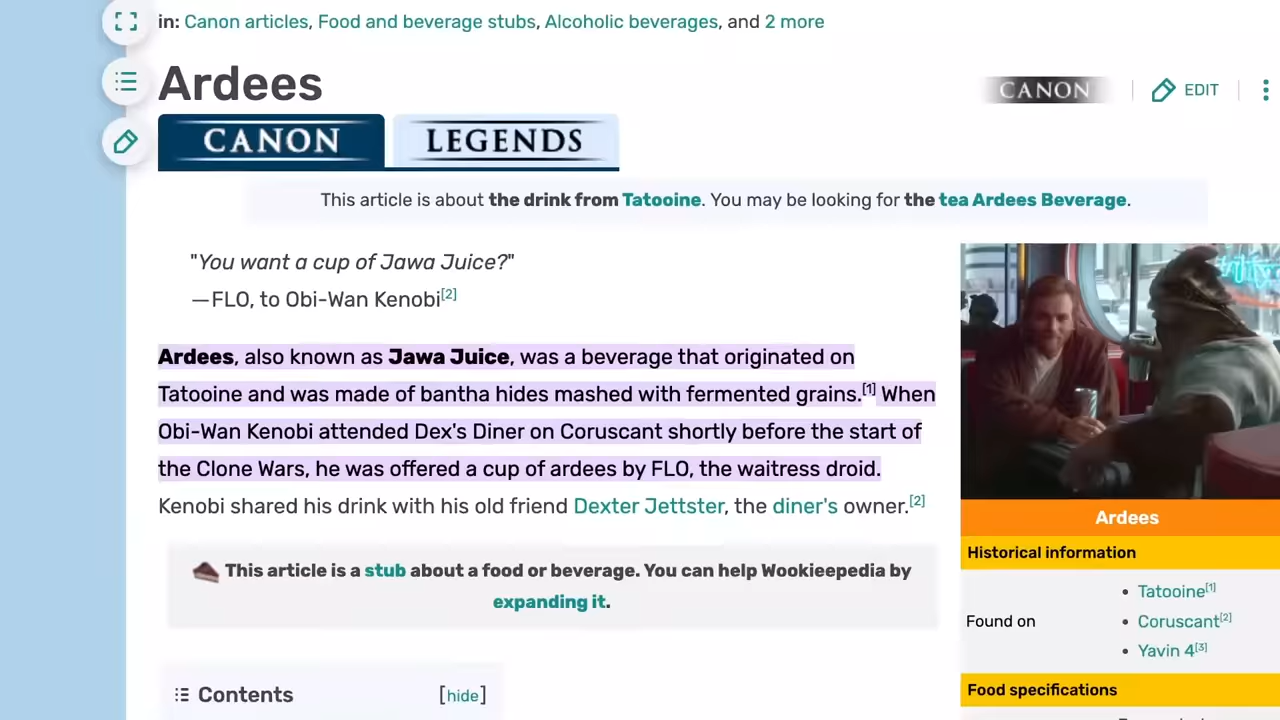 in: Canon articles, Food and beverage stubs, Alcoholic beverages, and 2 more
Ardees
CANON
EDIT
CANON
LEGENDS
This article is about the drink from Tatooine. You may be looking for the tea Ardees Beverage.
"You want a cup of Jawa Juice?"
—FLO, to Obi-Wan Kenobi[2]
Ardees, also known as Jawa Juice, was a beverage that originated on
Tatooine and was made of bantha hides mashed with fermented grains.[1] When
Obi-Wan Kenobi attended Dex's Diner on Coruscant shortly before the start of
the Clone Wars, he was offered a cup of ardees by FLO, the waitress droid.
Kenobi shared his drink with his old friend Dexter Jettster, the diner's owner.[2]
This article is a stub about a food or beverage. You can help Wookieepedia by
expanding it.
Contents [hide]
Ardees
Historical information
Found on
Tatooine[1]
Coruscant[2]
Yavin 4[3]
Food specifications